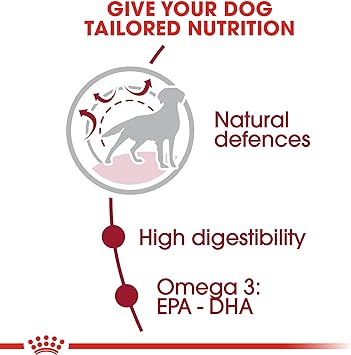 GIVE YOUR DOG
TAILORED NUTRITION
Natural
defences
High digestibility
Omega 3:
EPA - DHA